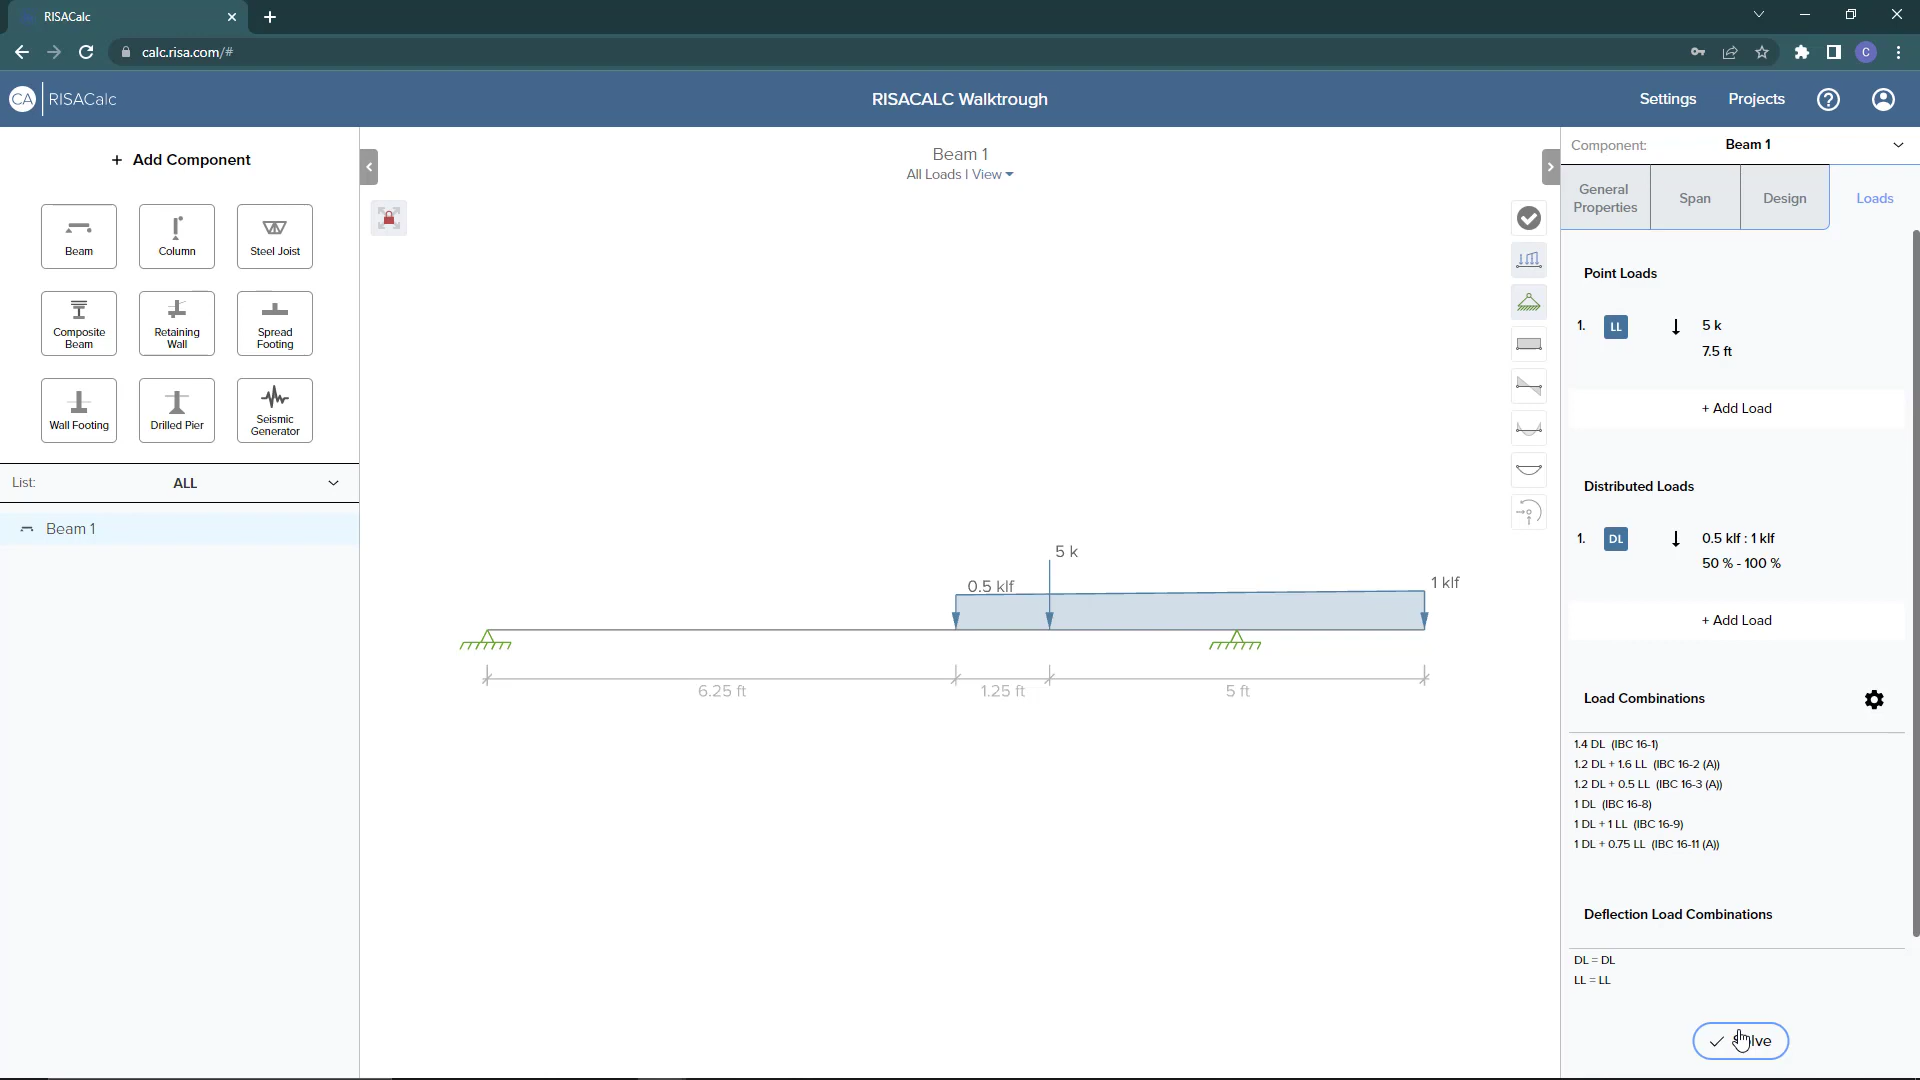 RISACalc
calc.risa.com/#
C
CA RISACalc
RISACALC Walktrough
Settings
Projects
?
+ Add Component
Beam
Column
Steel Joist
Composite
Beam
Retaining
Wall
Spread
Footing
Wall Footing
Drilled Pier
Seismic
Generator
List:
ALL
Beam 1
Beam 1
All Loads | View
5 k
0.5 klf
1 klf
6.25 ft
1.25 ft
5 ft
Component:
Beam 1
General
Properties
Span
Design
Loads
Point Loads
1. LL 5 k
7.5 ft
+ Add Load
Distributed Loads
1. DL 0.5 klf : 1 klf
50 % - 100 %
+ Add Load
Load Combinations
1.4 DL (IBC 16-1)
1.2 DL + 1.6 LL (IBC 16-2 (A))
1.2 DL + 0.5 LL (IBC 16-3 (A))
1 DL (IBC 16-8)
1 DL + 1 LL (IBC 16-9)
1 DL + 0.75 LL (IBC 16-11 (A))
Deflection Load Combinations
DL = DL
LL = LL
Solve